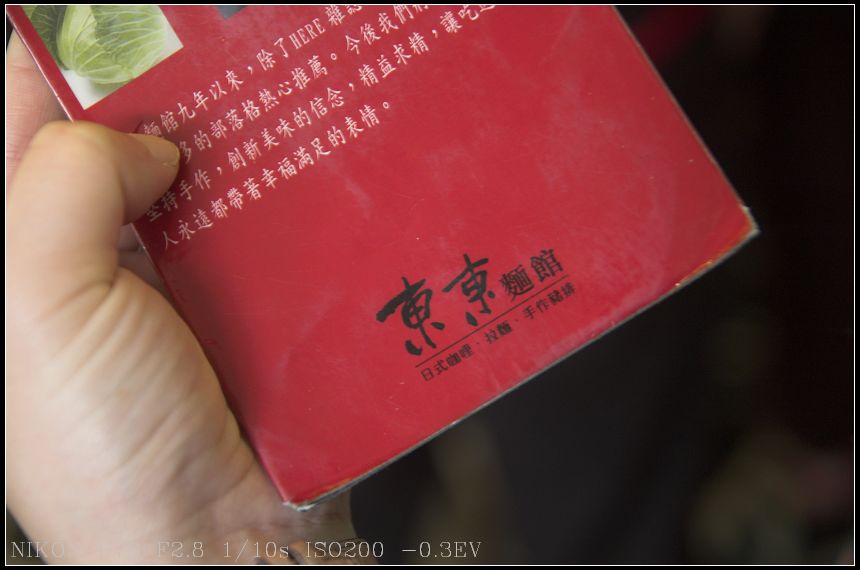 麵館九年以來，除了HERE雜誌
多的部落格熱心推薦。今後我們
堅持手作，創新美味的信念，精益求精，讓吃過
人永遠都帶著幸福滿足的表情。
東東麵館
日式咖哩．拉麵．手作豬排
F2.8 1/10s ISO200 -0.3EV